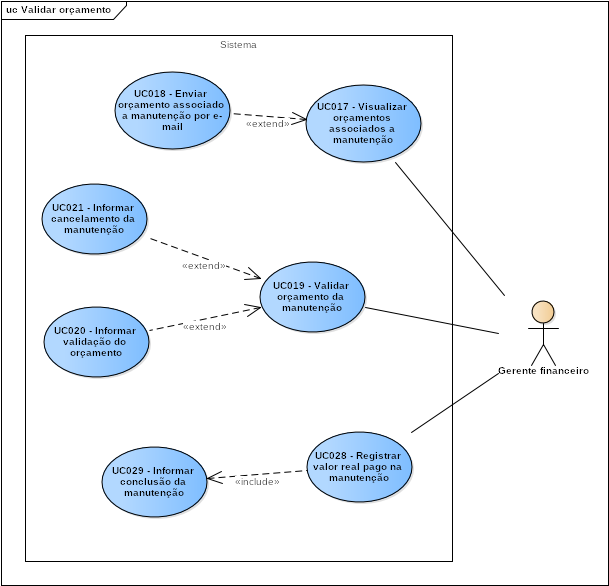 uc Validar orçamento
Sistema
UC018 - Enviar
orçamento associado
a manutenção por e-
mail
«extend»
UC017 - Visualizar
orçamentos
associados a
manutenção
UC021 - Informar
cancelamento da
manutenção
«extend»
UC019 - Validar
orçamento da
manutenção
UC020 - Informar
validação do
orçamento
«extend»
Gerente financeiro
UC029 - Informar
conclusão da
manutenção
«include»
UC028 - Registrar
valor real pago na
manutenção